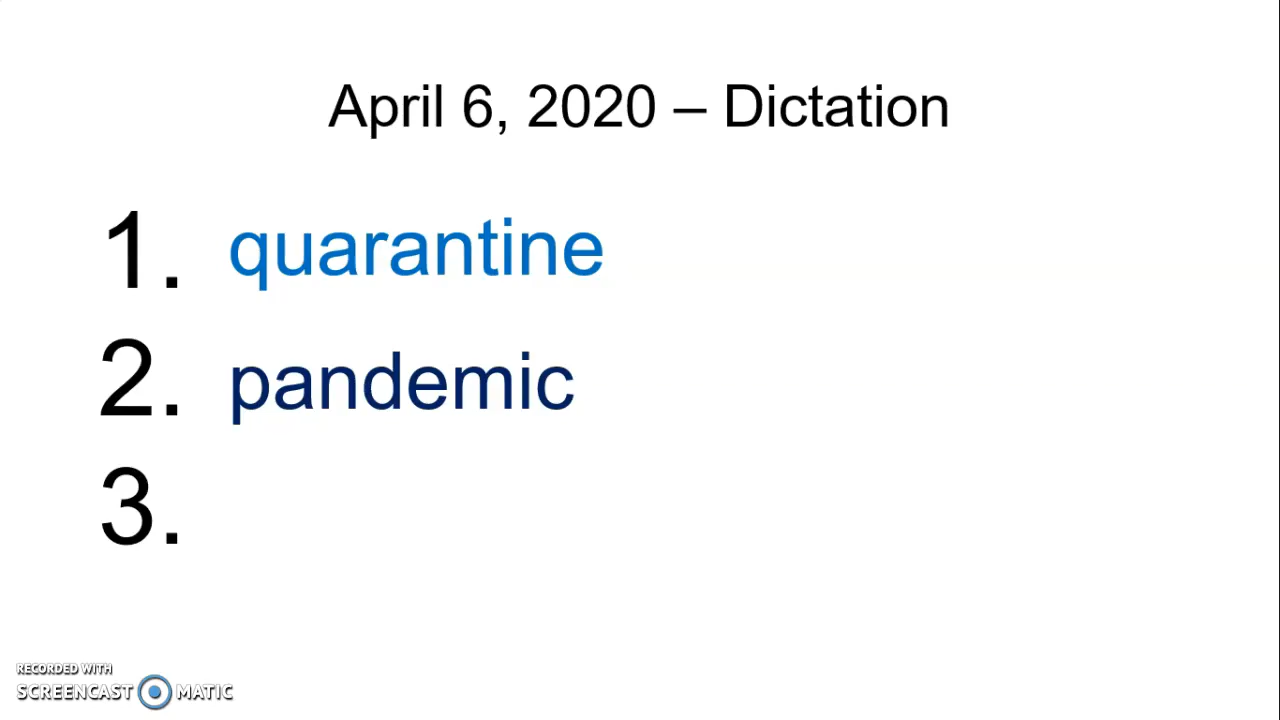 April 6, 2020 – Dictation
1. quarantine
2. pandemic
3.
RECORDED WITH
SCREENCAST MATIC